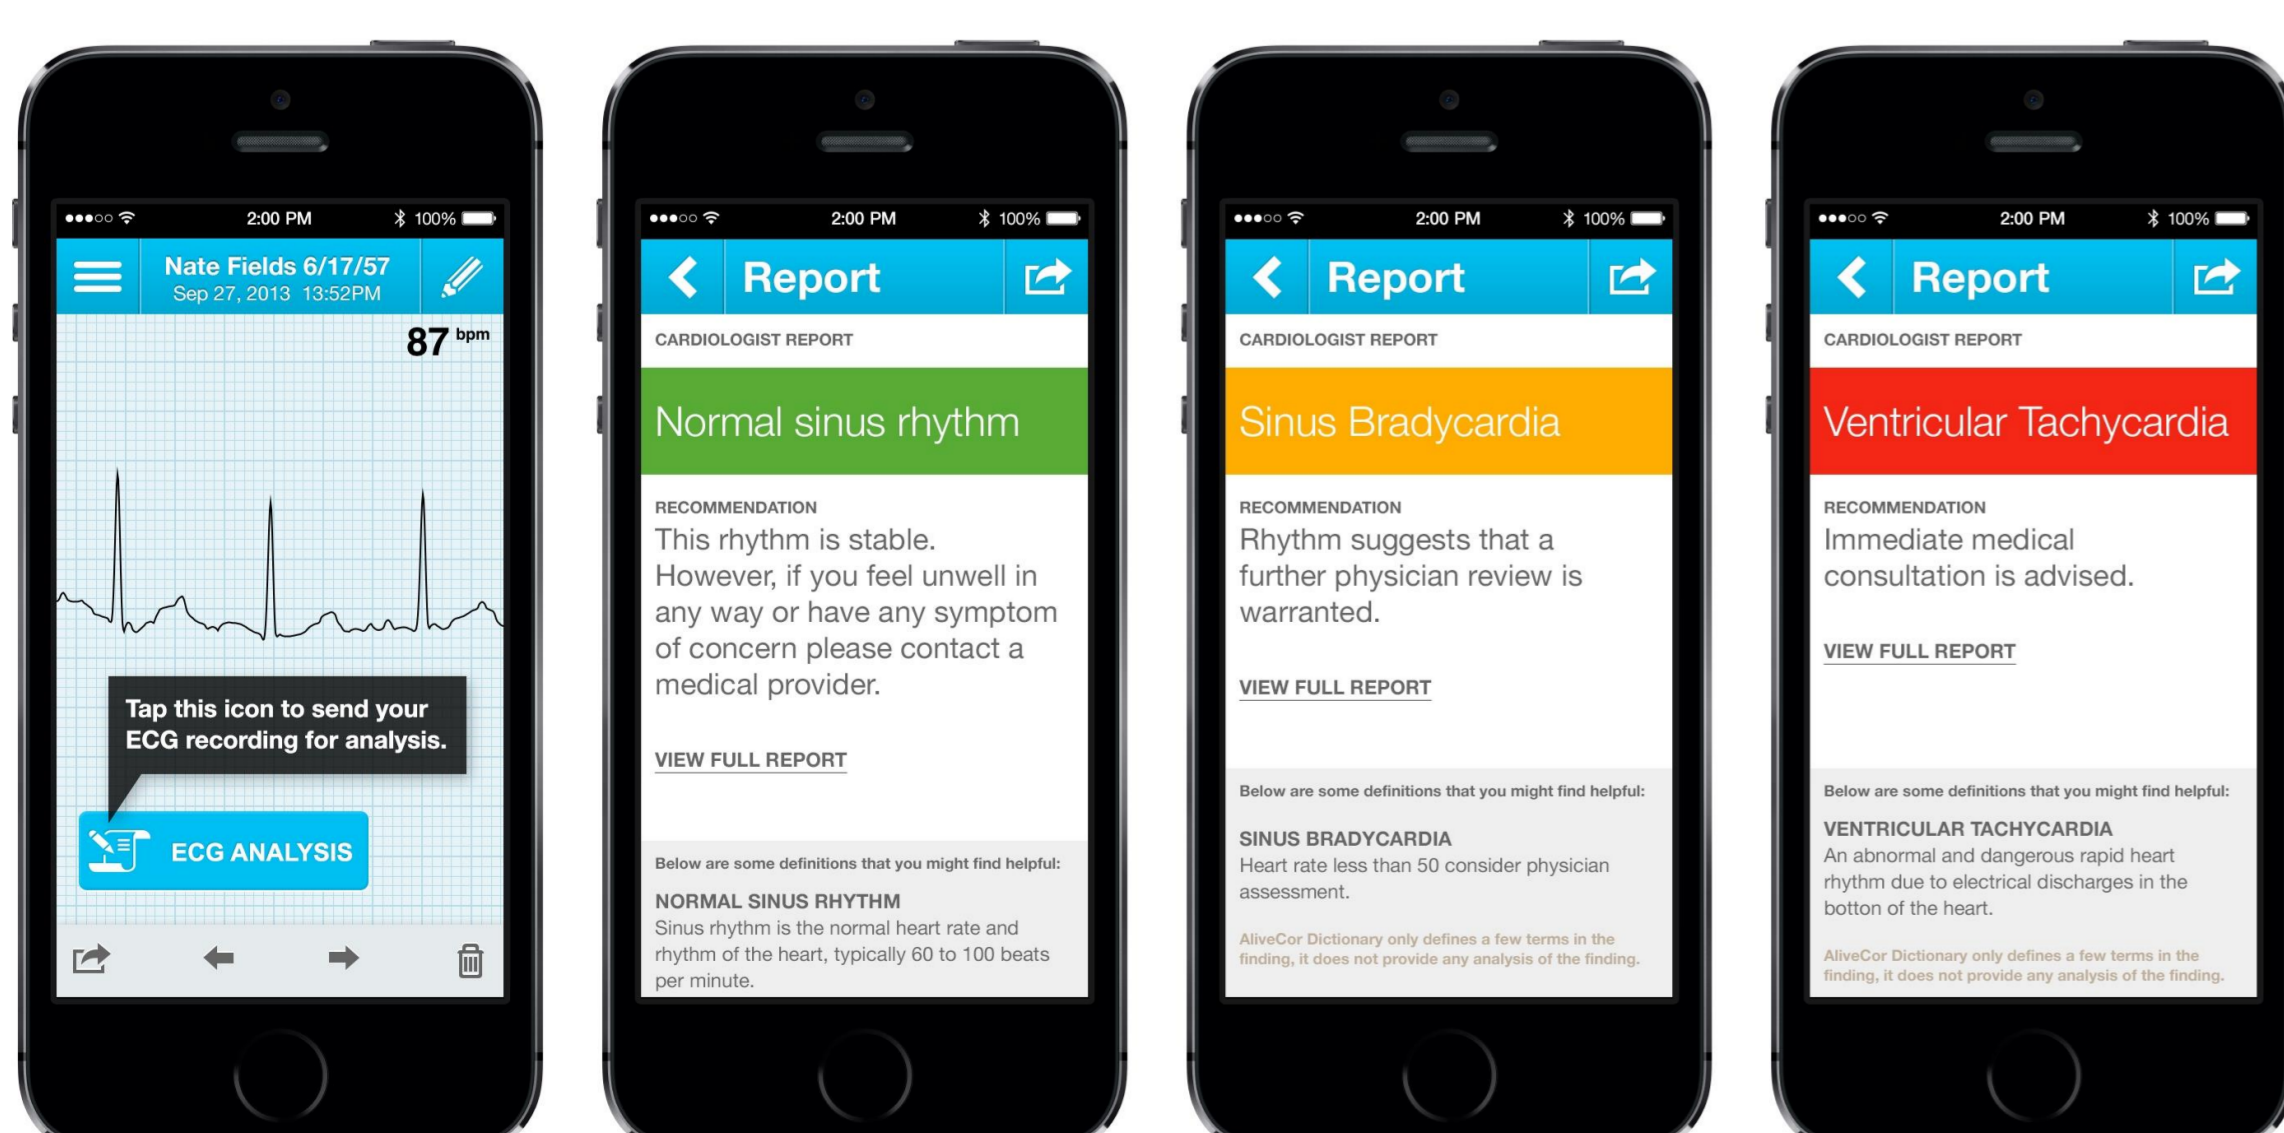 2:00 PM
100%
Nate Fields 6/17/57
Sep 27, 2013 13:52PM
87 bpm
Tap this icon to send your
ECG recording for analysis.
ECG ANALYSIS
2:00 PM
100%
Report
CARDIOLOGIST REPORT
Normal sinus rhythm
RECOMMENDATION
This rhythm is stable.
However, if you feel unwell in
any way or have any symptom
of concern please contact a
medical provider.
VIEW FULL REPORT
Below are some definitions that you might find helpful:
NORMAL SINUS RHYTHM
Sinus rhythm is the normal heart rate and
rhythm of the heart, typically 60 to 100 beats
per minute.
2:00 PM
100%
Report
CARDIOLOGIST REPORT
Sinus Bradycardia
RECOMMENDATION
Rhythm suggests that a
further physician review is
warranted.
VIEW FULL REPORT
Below are some definitions that you might find helpful:
SINUS BRADYCARDIA
Heart rate less than 50 consider physician
assessment.
AliveCor Dictionary only defines a few terms in the
finding, it does not provide any analysis of the finding.
2:00 PM
100%
Report
CARDIOLOGIST REPORT
Ventricular Tachycardia
RECOMMENDATION
Immediate medical
consultation is advised.
VIEW FULL REPORT
Below are some definitions that you might find helpful:
VENTRICULAR TACHYCARDIA
An abnormal and dangerous rapid heart
rhythm due to electrical discharges in the
botton of the heart.
AliveCor Dictionary only defines a few terms in the
finding, it does not provide any analysis of the finding.